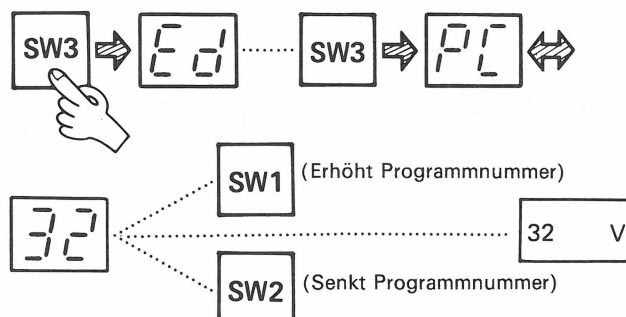 SW3 Ed SW3 PC
SW1 (Erhöht Programmnummer)
32 32 V
SW2 (Senkt Programmnummer)